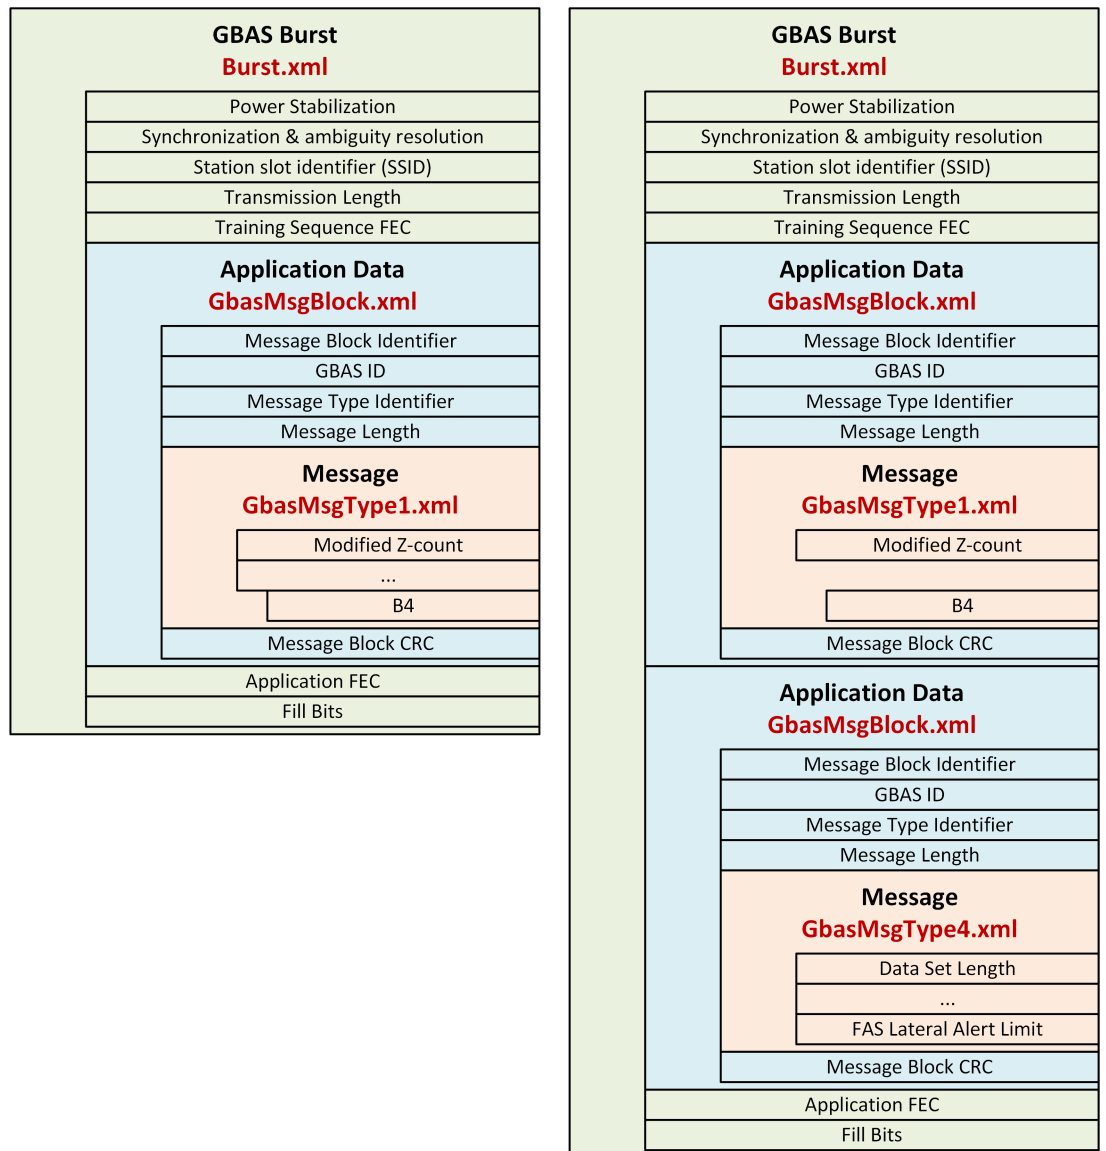 GBAS Burst
Burst.xml
Power Stabilization
Synchronization & ambiguity resolution
Station slot identifier (SSID)
Transmission Length
Training Sequence FEC
Application Data
GbasMsgBlock.xml
Message Block Identifier
GBAS ID
Message Type Identifier
Message Length
Message
GbasMsgType1.xml
Modified Z-count
...
B4
Message Block CRC
Application FEC
Fill Bits
GBAS Burst
Burst.xml
Power Stabilization
Synchronization & ambiguity resolution
Station slot identifier (SSID)
Transmission Length
Training Sequence FEC
Application Data
GbasMsgBlock.xml
Message Block Identifier
GBAS ID
Message Type Identifier
Message Length
Message
GbasMsgType1.xml
Modified Z-count
B4
Message Block CRC
Application Data
GbasMsgBlock.xml
Message Block Identifier
GBAS ID
Message Type Identifier
Message Length
Message
GbasMsgType4.xml
Data Set Length
...
FAS Lateral Alert Limit
Message Block CRC
Application FEC
Fill Bits